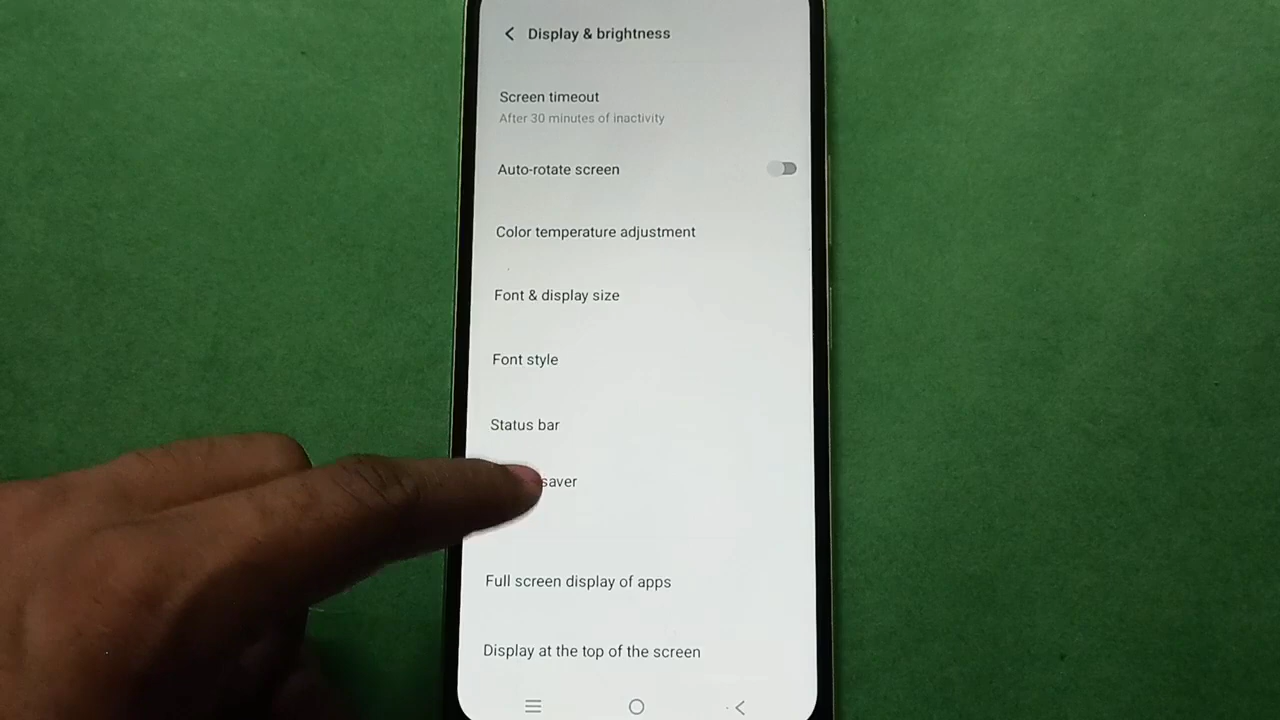 Display & brightness
Screen timeout
After 30 minutes of inactivity
Auto-rotate screen
Color temperature adjustment
Font & display size
Font style
Status bar
saver
Full screen display of apps
Display at the top of the screen